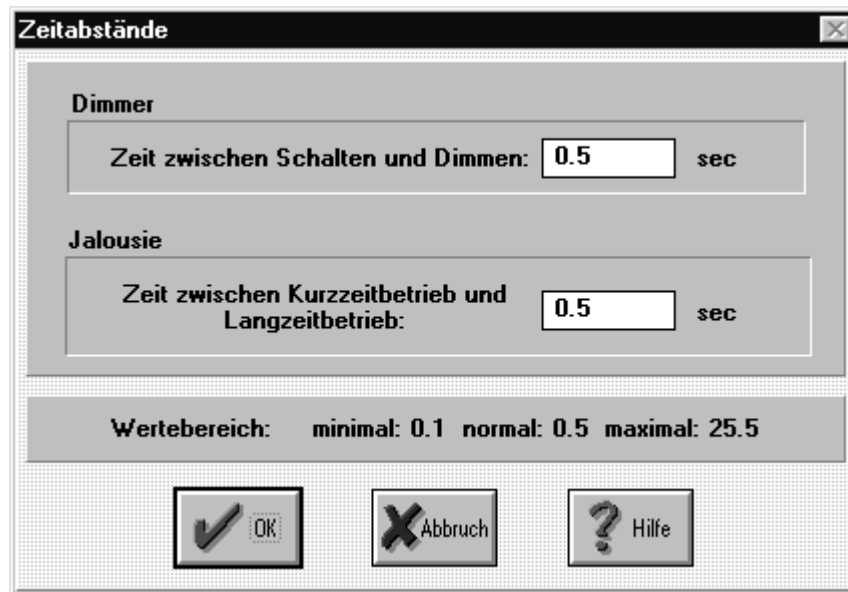 Zeitabstände
Dimmer
Zeit zwischen Schalten und Dimmen: 0.5 sec
Jalousie
Zeit zwischen Kurzzeitbetrieb und
Langzeitbetrieb: 0.5 sec
Wertebereich: minimal: 0.1 normal: 0.5 maximal: 25.5
OK Abbruch Hilfe